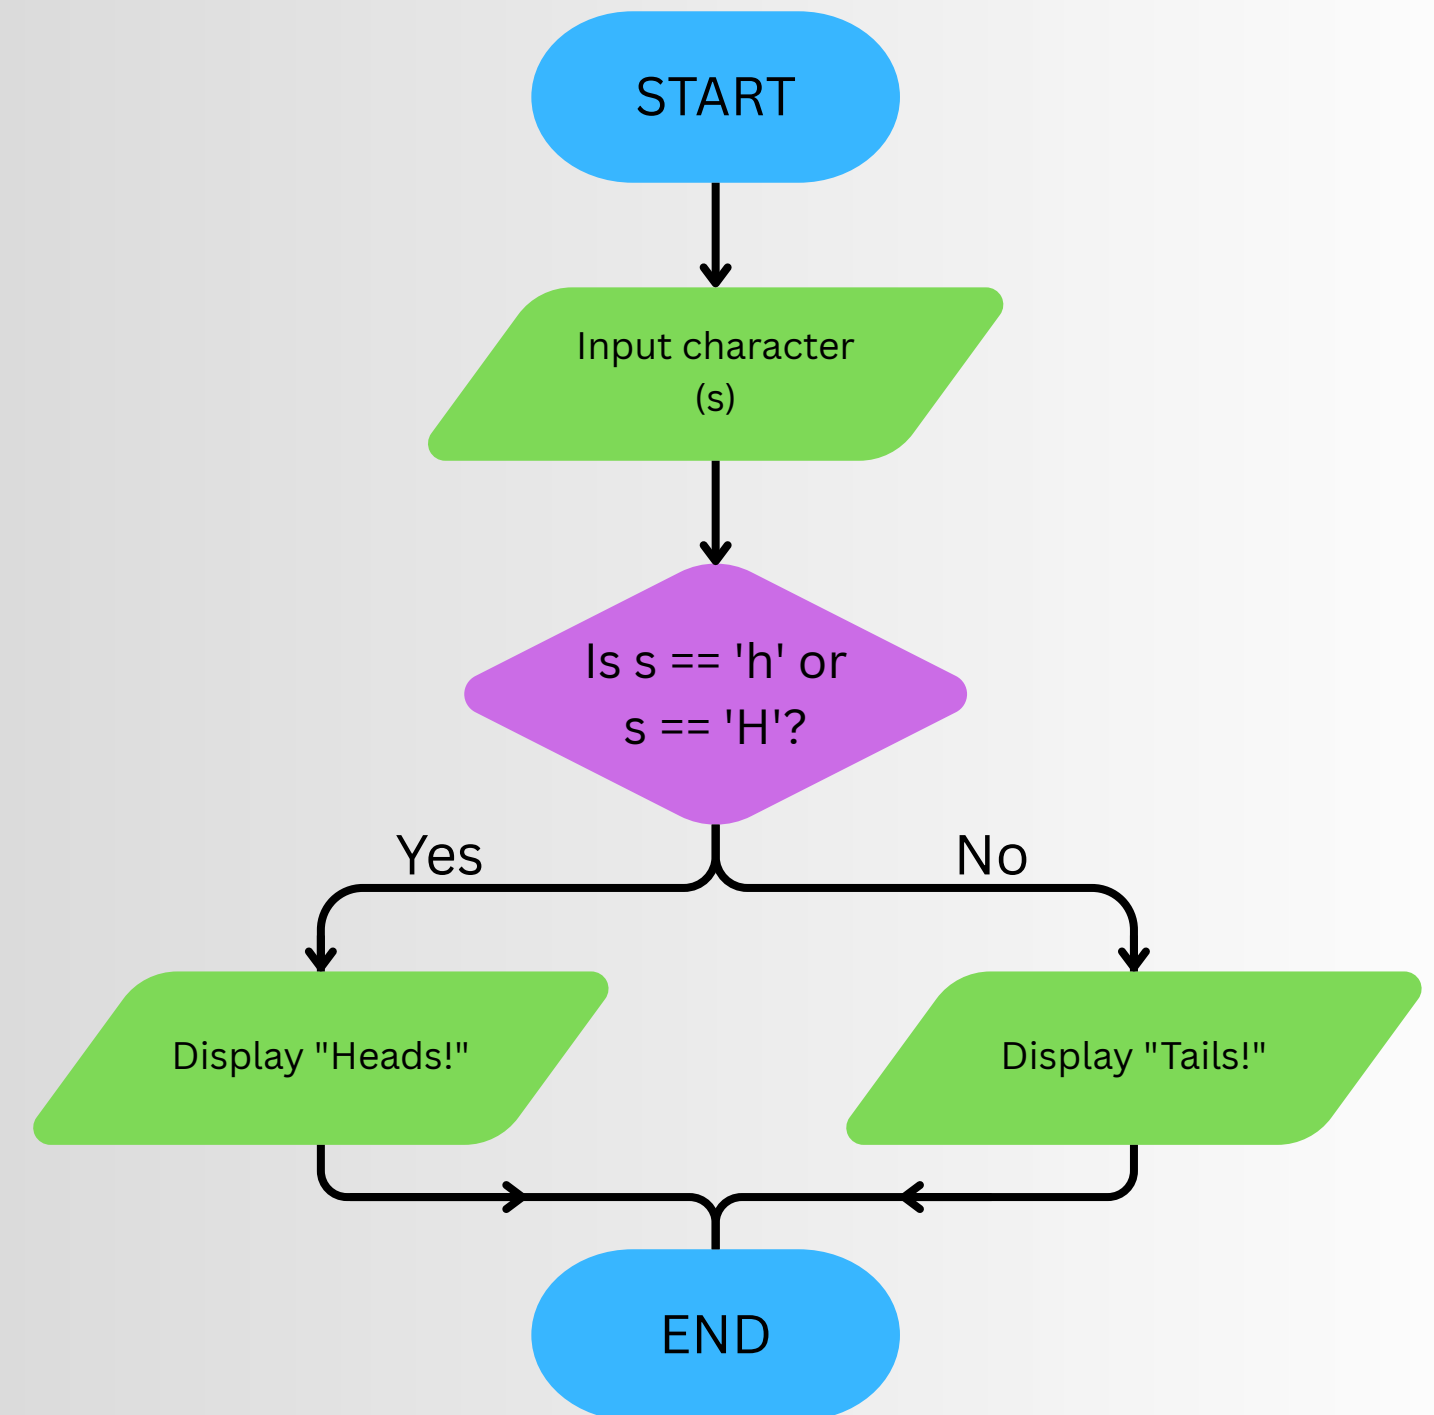 START
Input character
(s)
Is s == 'h' or
s == 'H'?
Yes
No
Display "Heads!"
Display "Tails!"
END